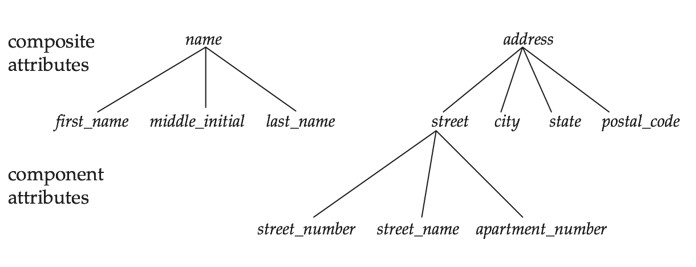 composite
attributes
name
address
first_name
middle_initial
last_name
street
city
state
postal_code
component
attributes
street_number
street_name
apartment_number